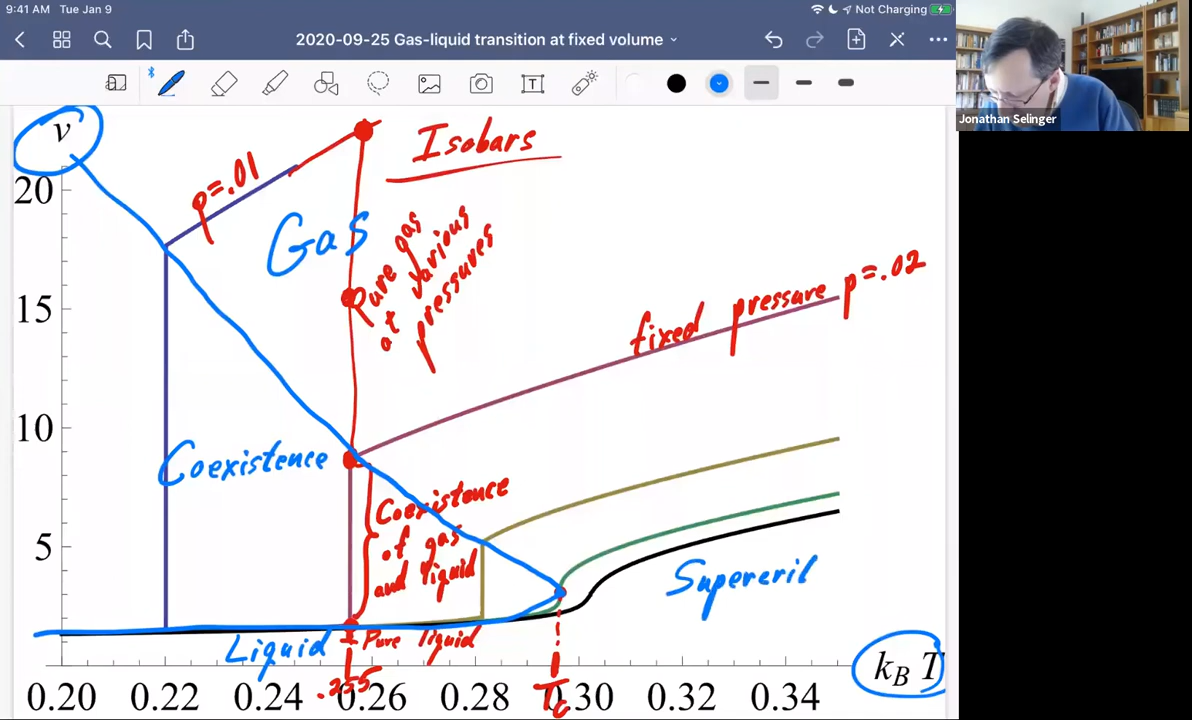 9:41 AM Tue Jan 9
Not Charging
2020-09-25 Gas-liquid transition at fixed volume
T
Jonathan Selinger
v
Isobars
p=.01
20
Gas
Pure gas
at various
pressures
fixed pressure p=.02
15
10
Coexistence
Coexistence
of gas
and liquid
5
Supercril
Liquid
Pure liquid
k_B T
.255
T_c
0.20 0.22 0.24 0.26 0.28 0.30 0.32 0.34